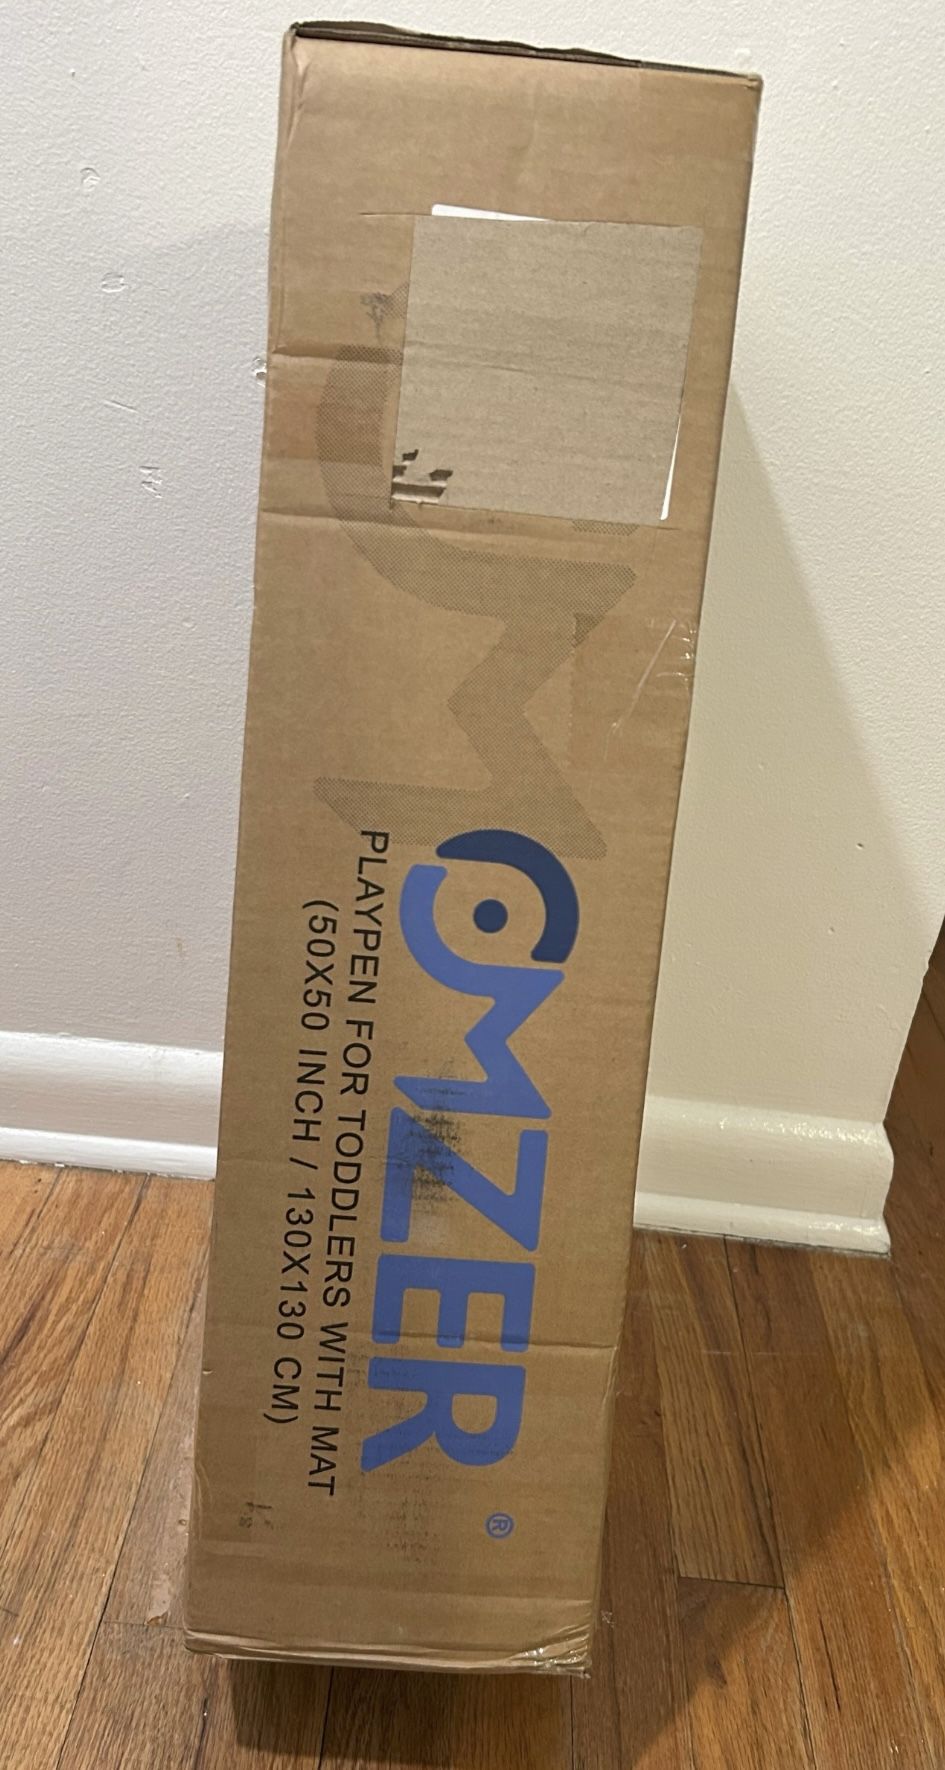 OMZER®
PLAYPEN FOR TODDLERS WITH MAT
(50X50 INCH / 130X130 CM)